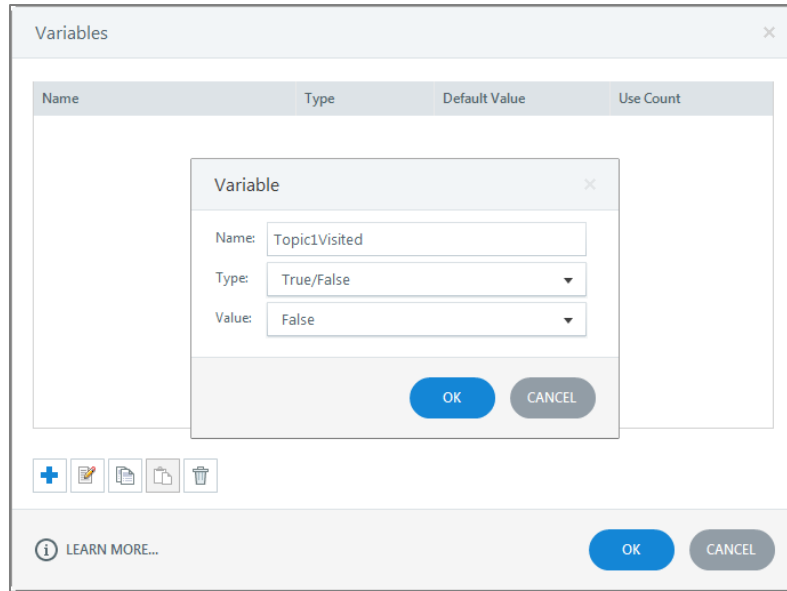 Variables
Name Type Default Value Use Count
Variable
Name: Topic1Visited
Type: True/False
Value: False
OK CANCEL
LEARN MORE...
OK CANCEL